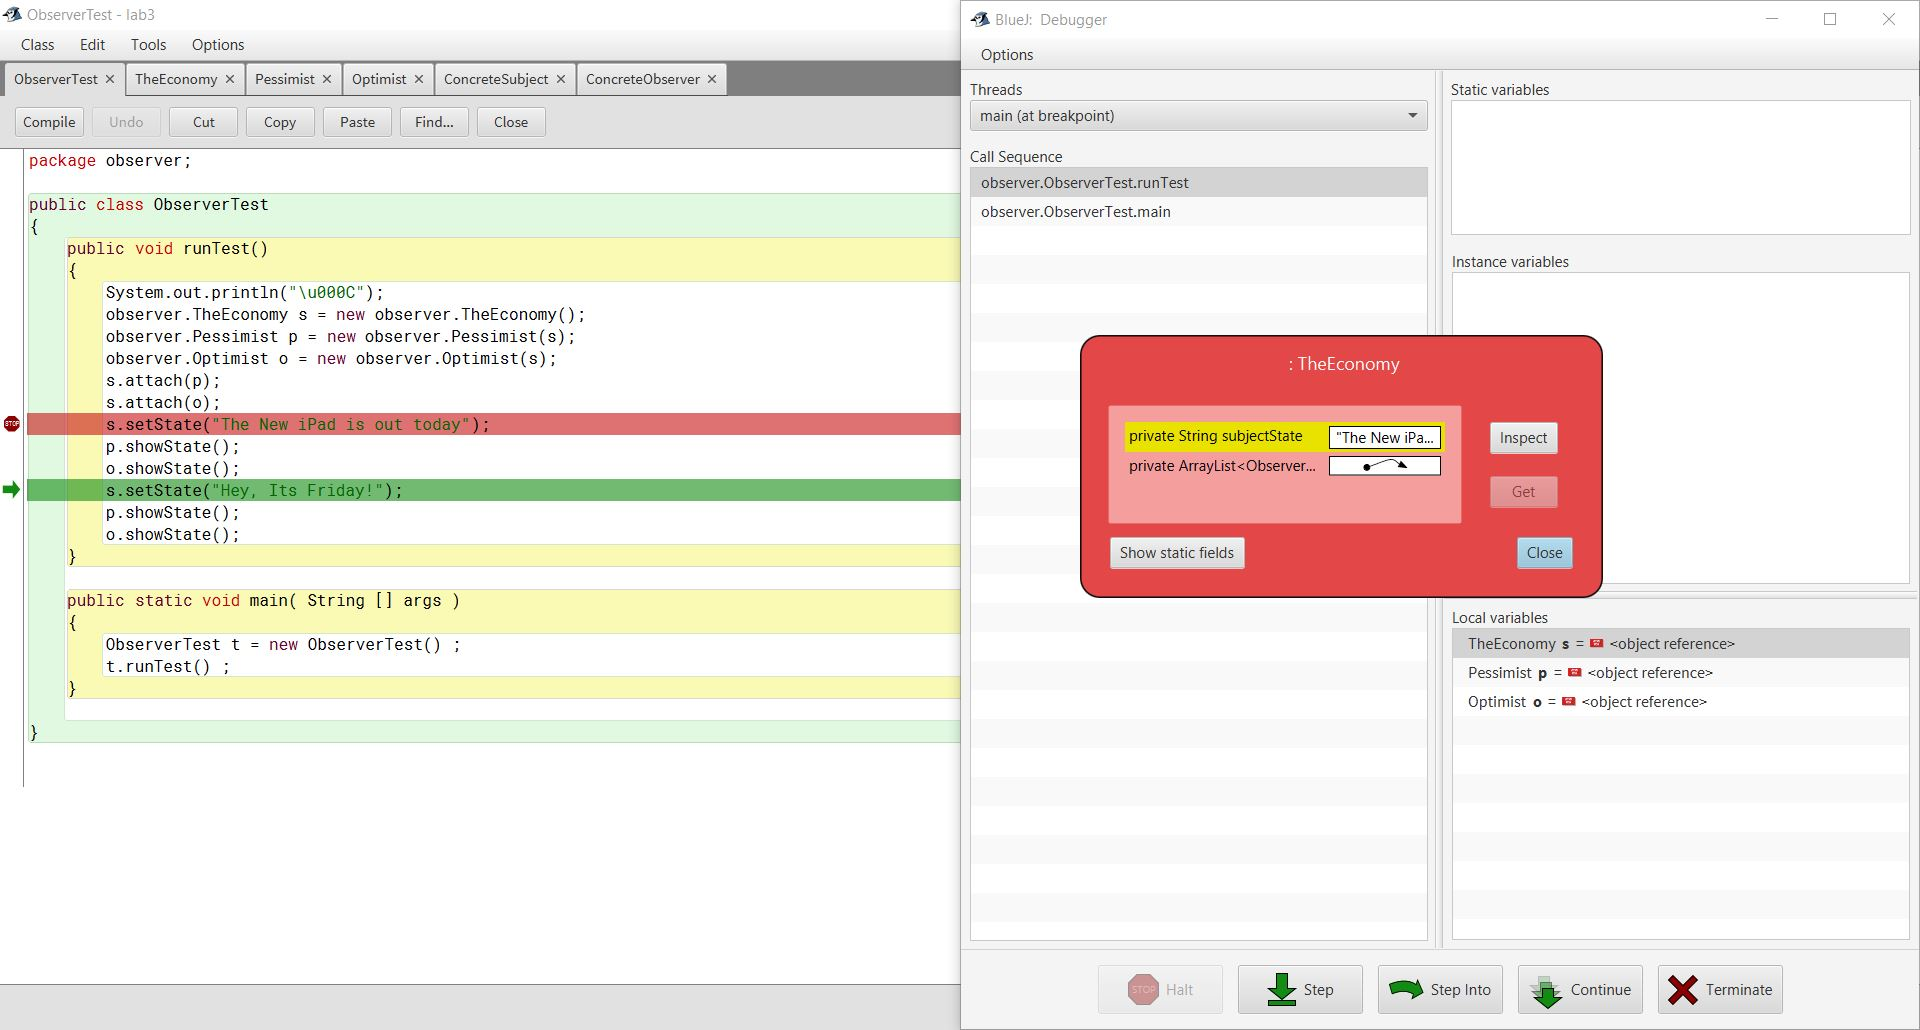 ObserverTest - lab3
Class Edit Tools Options
ObserverTest TheEconomy Pessimist Optimist ConcreteSubject ConcreteObserver
Compile Undo Cut Copy Paste Find... Close
package observer;
public class ObserverTest
{
public void runTest()
{
System.out.println("\u000C");
observer.TheEconomy s = new observer.TheEconomy();
observer.Pessimist p = new observer.Pessimist(s);
observer.Optimist o = new observer.Optimist(s);
s.attach(p);
s.attach(o);
STOP s.setState("The New iPad is out today");
p.showState();
o.showState();
s.setState("Hey, Its Friday!");
p.showState();
o.showState();
}
public static void main( String [] args )
{
ObserverTest t = new ObserverTest() ;
t.runTest() ;
}
}
BlueJ: Debugger
Options
Threads
main (at breakpoint)
Call Sequence
observer.ObserverTest.runTest
observer.ObserverTest.main
Static variables
Instance variables
: TheEconomy
private String subjectState "The New iPa...
private ArrayList<Observer...
Inspect
Get
Show static fields
Close
Local variables
TheEconomy s = <object reference>
Pessimist p = <object reference>
Optimist o = <object reference>
STOP Halt Step Step Into Continue Terminate